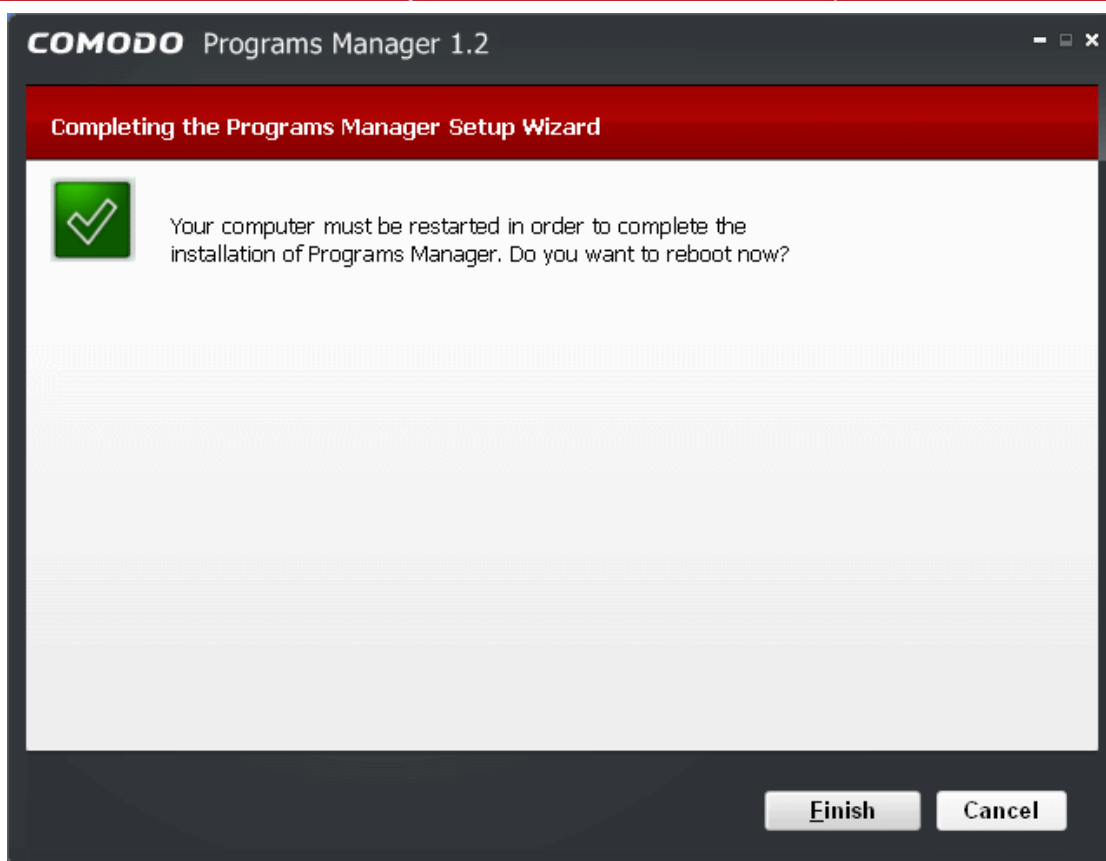 COMODO Programs Manager 1.2
Completing the Programs Manager Setup Wizard
Your computer must be restarted in order to complete the
installation of Programs Manager. Do you want to reboot now?
Finish Cancel